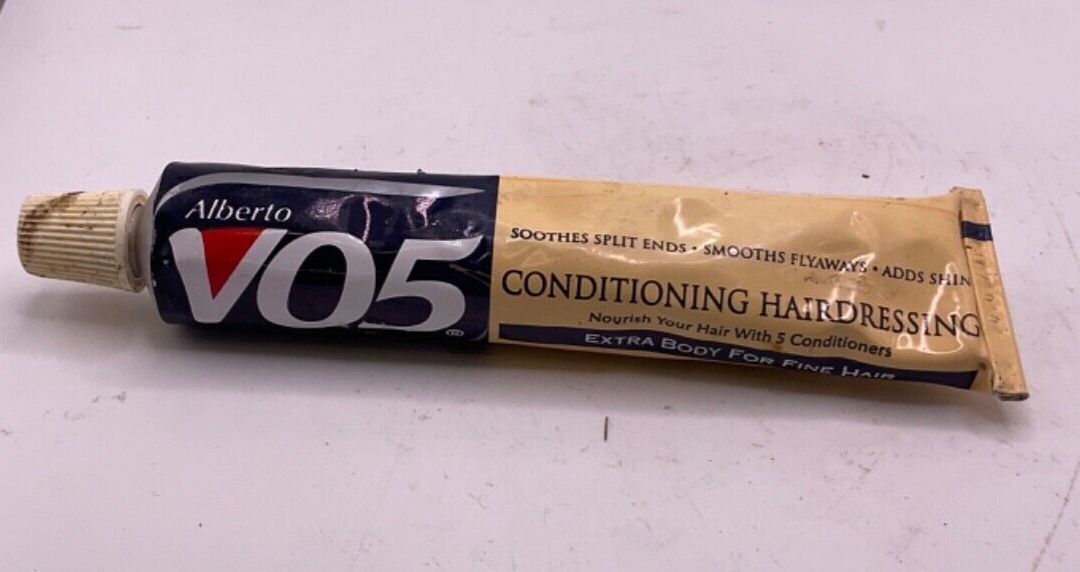 Alberto
VO5
SOOTHES SPLIT ENDS • SMOOTHS FLYAWAYS • ADDS SHIN
CONDITIONING HAIRDRESSING
Nourish Your Hair With 5 Conditioners
EXTRA BODY FOR FINE HAIR